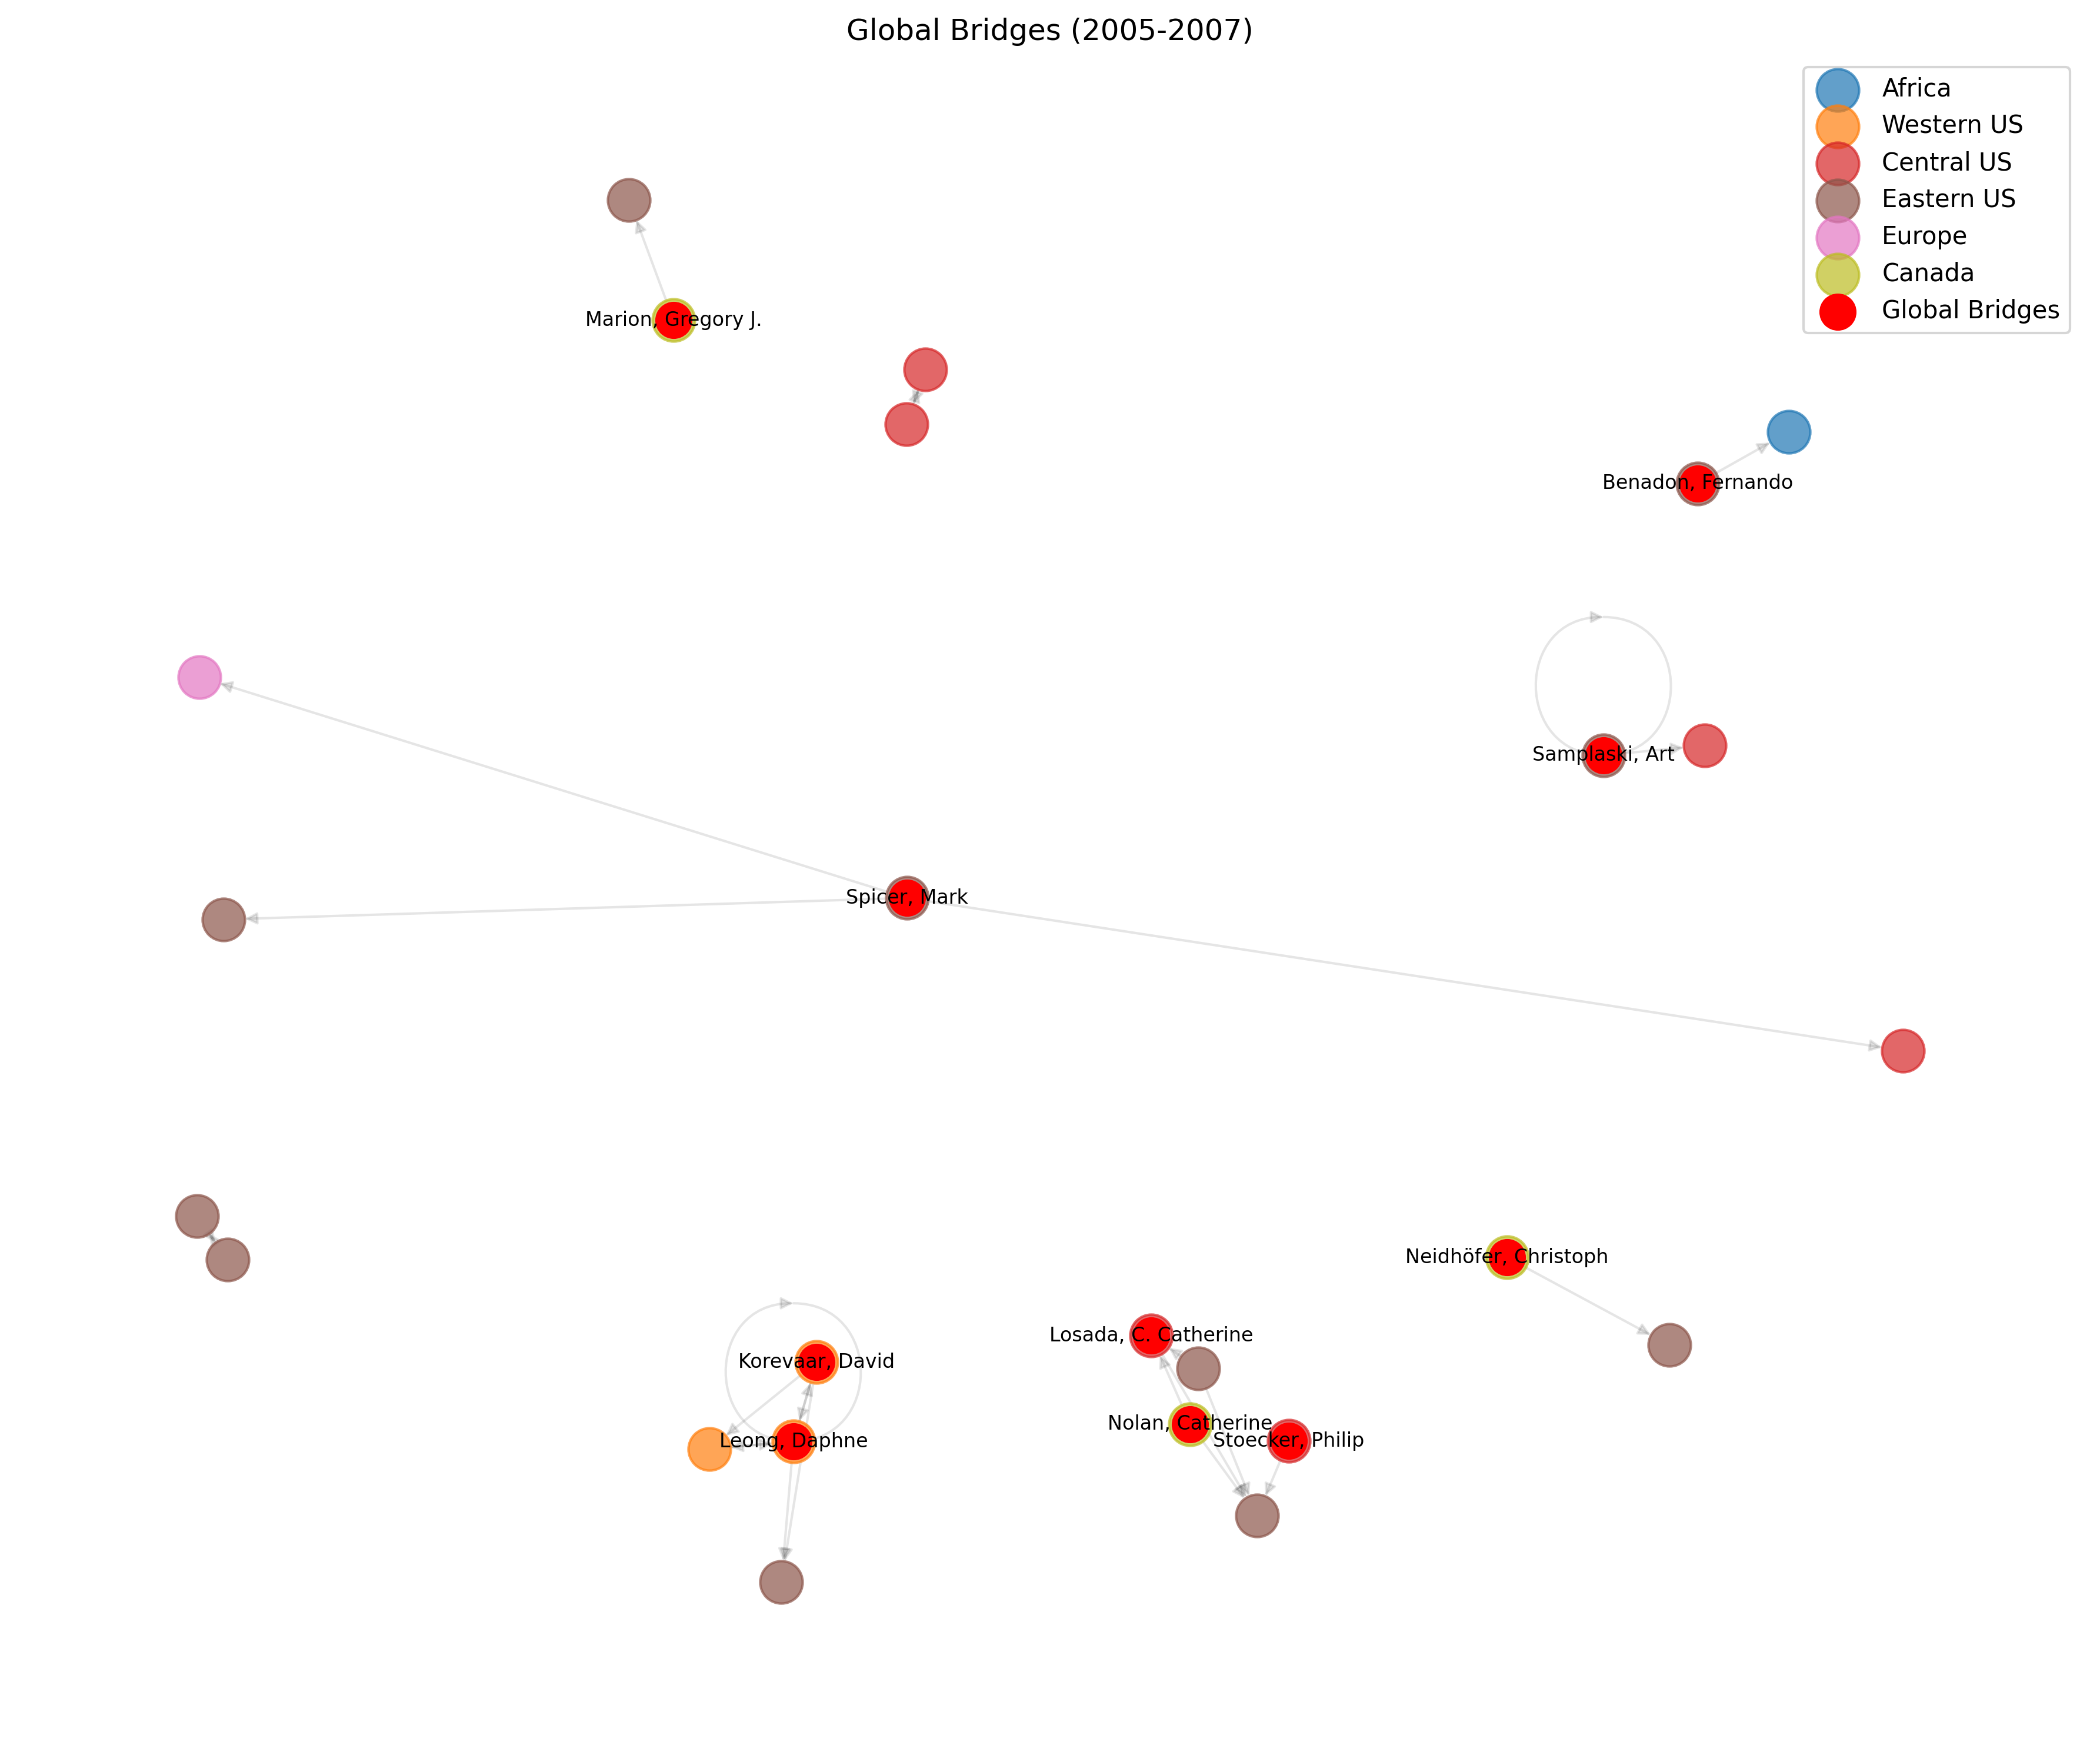 Global Bridges (2005-2007)
Africa
Western US
Central US
Eastern US
Europe
Canada
Global Bridges
Marion, Gregory J.
Benadon, Fernando
Samplaski, Art
Spicer, Mark
Neidhöfer, Christoph
Losada, C. Catherine
Korevaar, David
Nolan, Catherine
Stoecker, Philip
Leong, Daphne